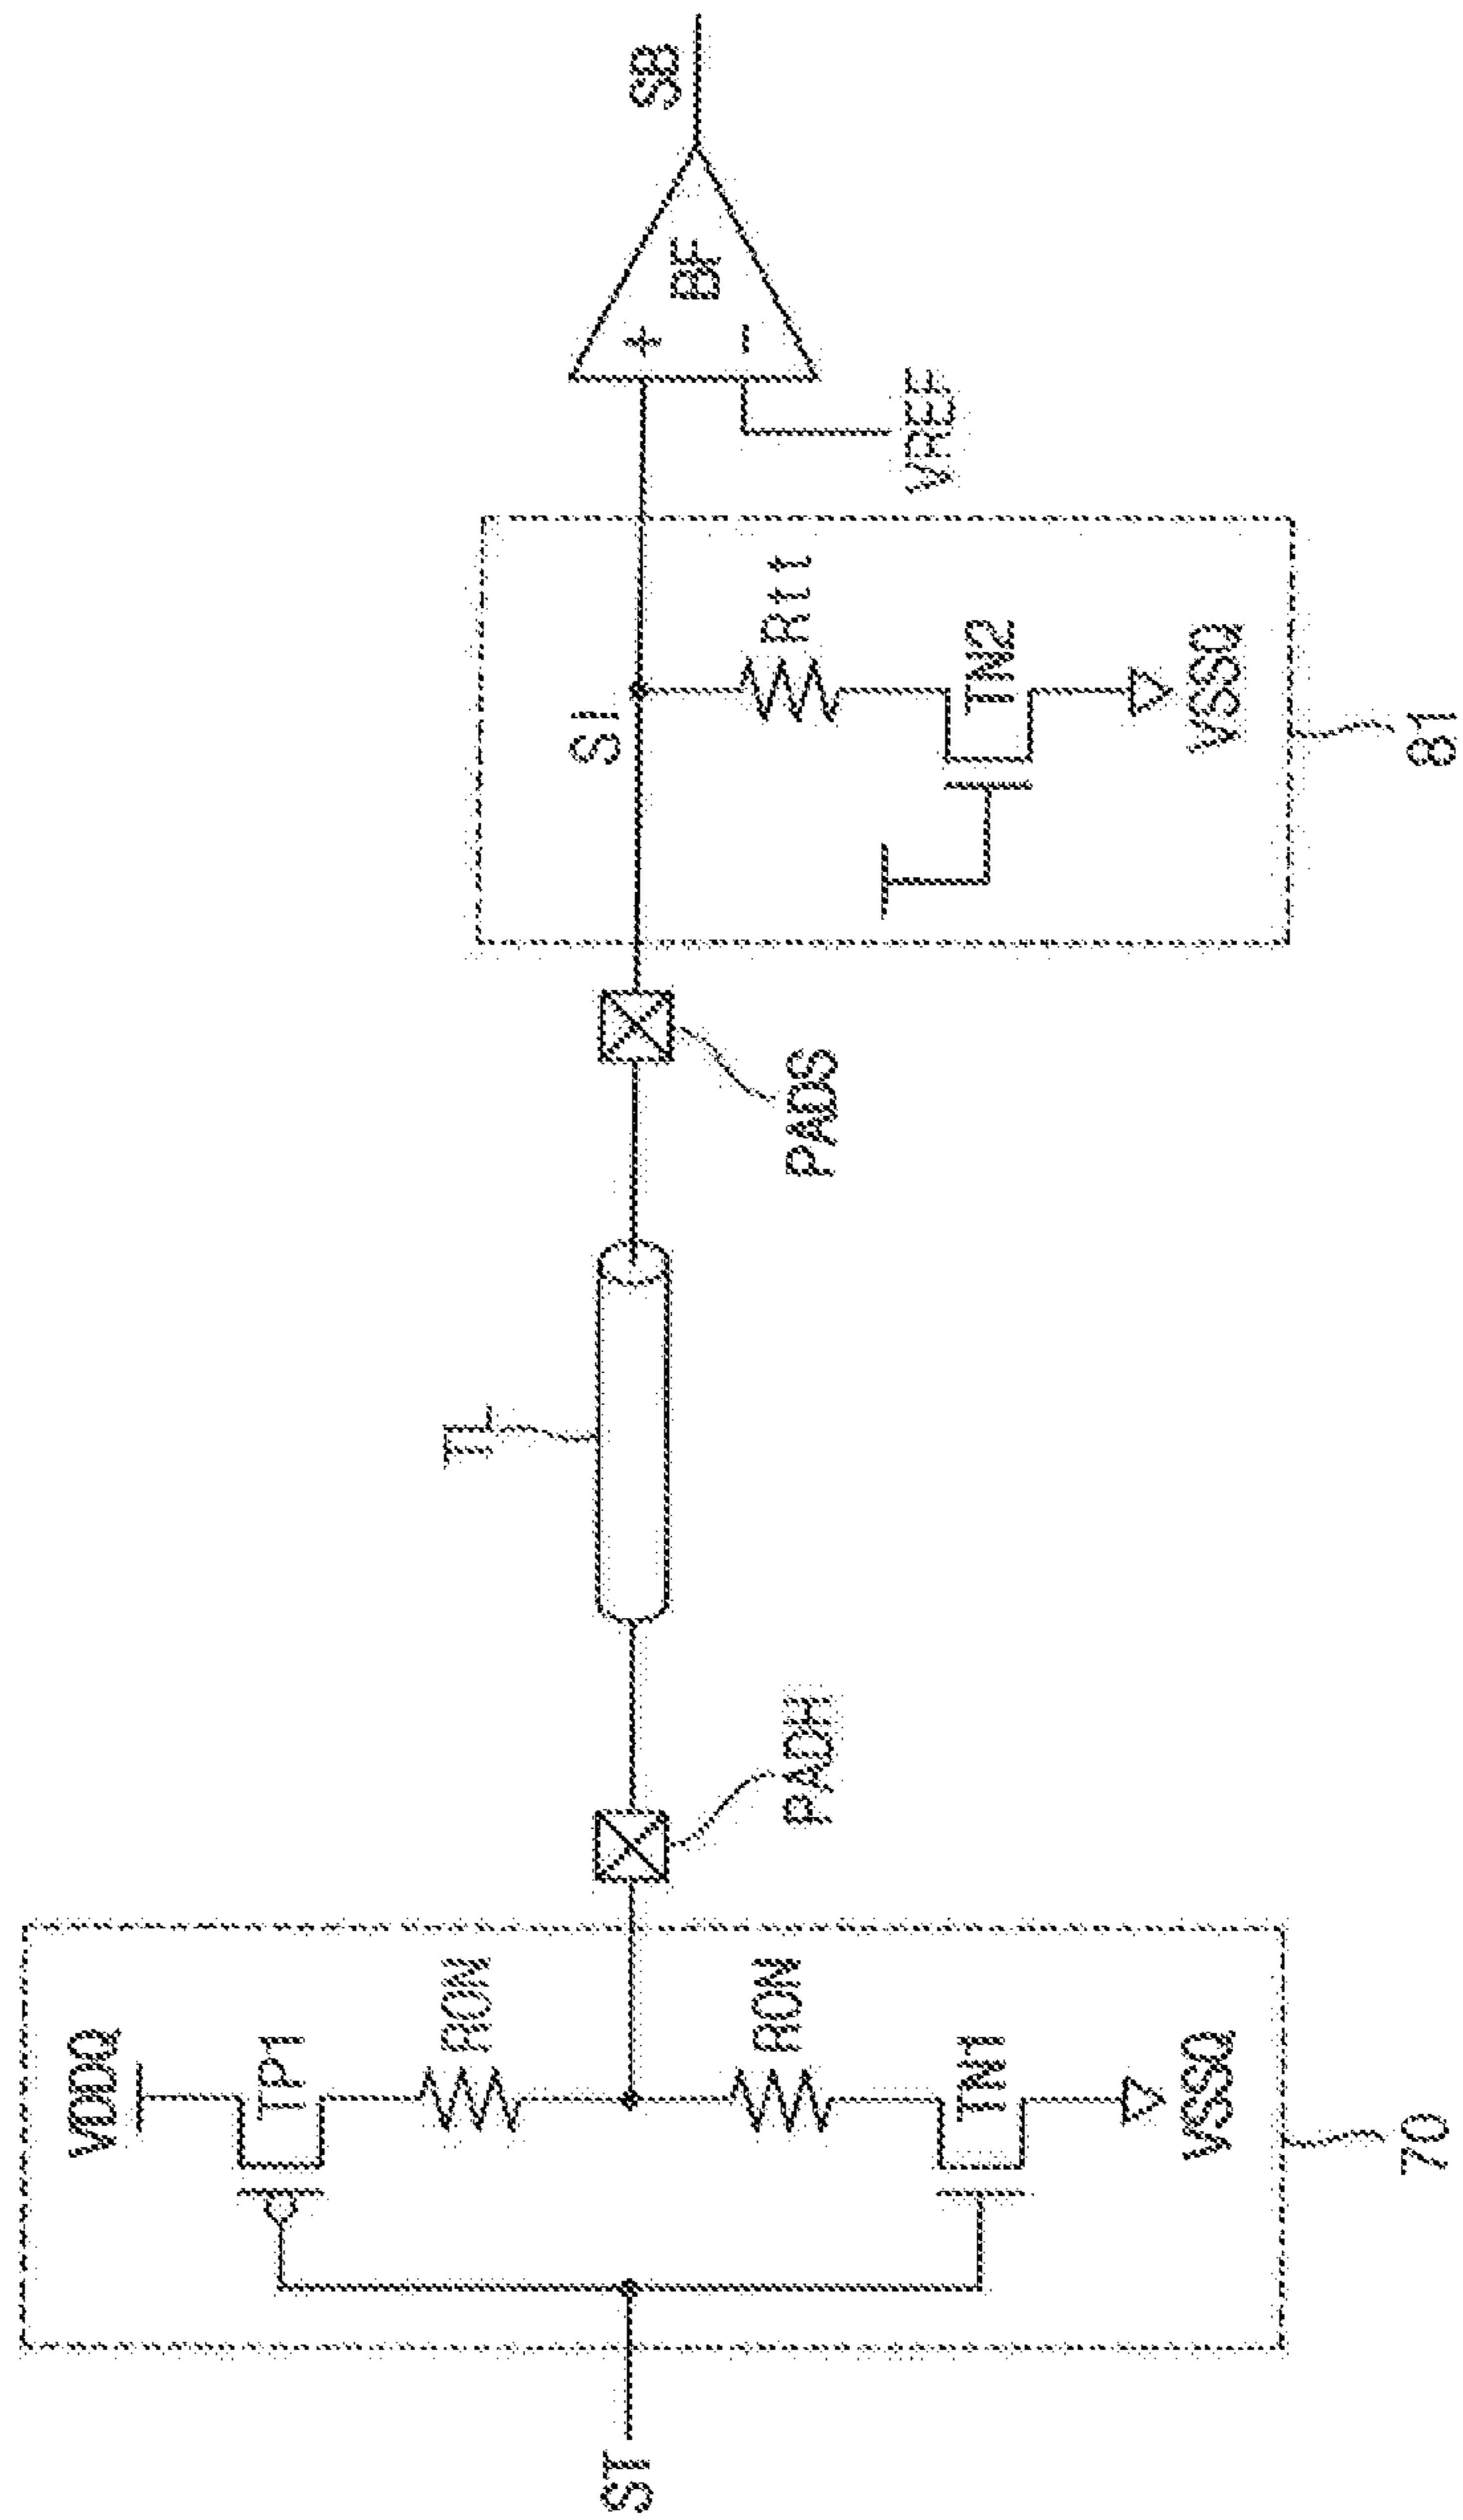 ST
VDDQ
TP1
RON
RON
TN1
VSSQ
70
PADH
TL
PADS
SI
Rtt
TN2
VSSQ
81
+
-
BF
VREF
SB